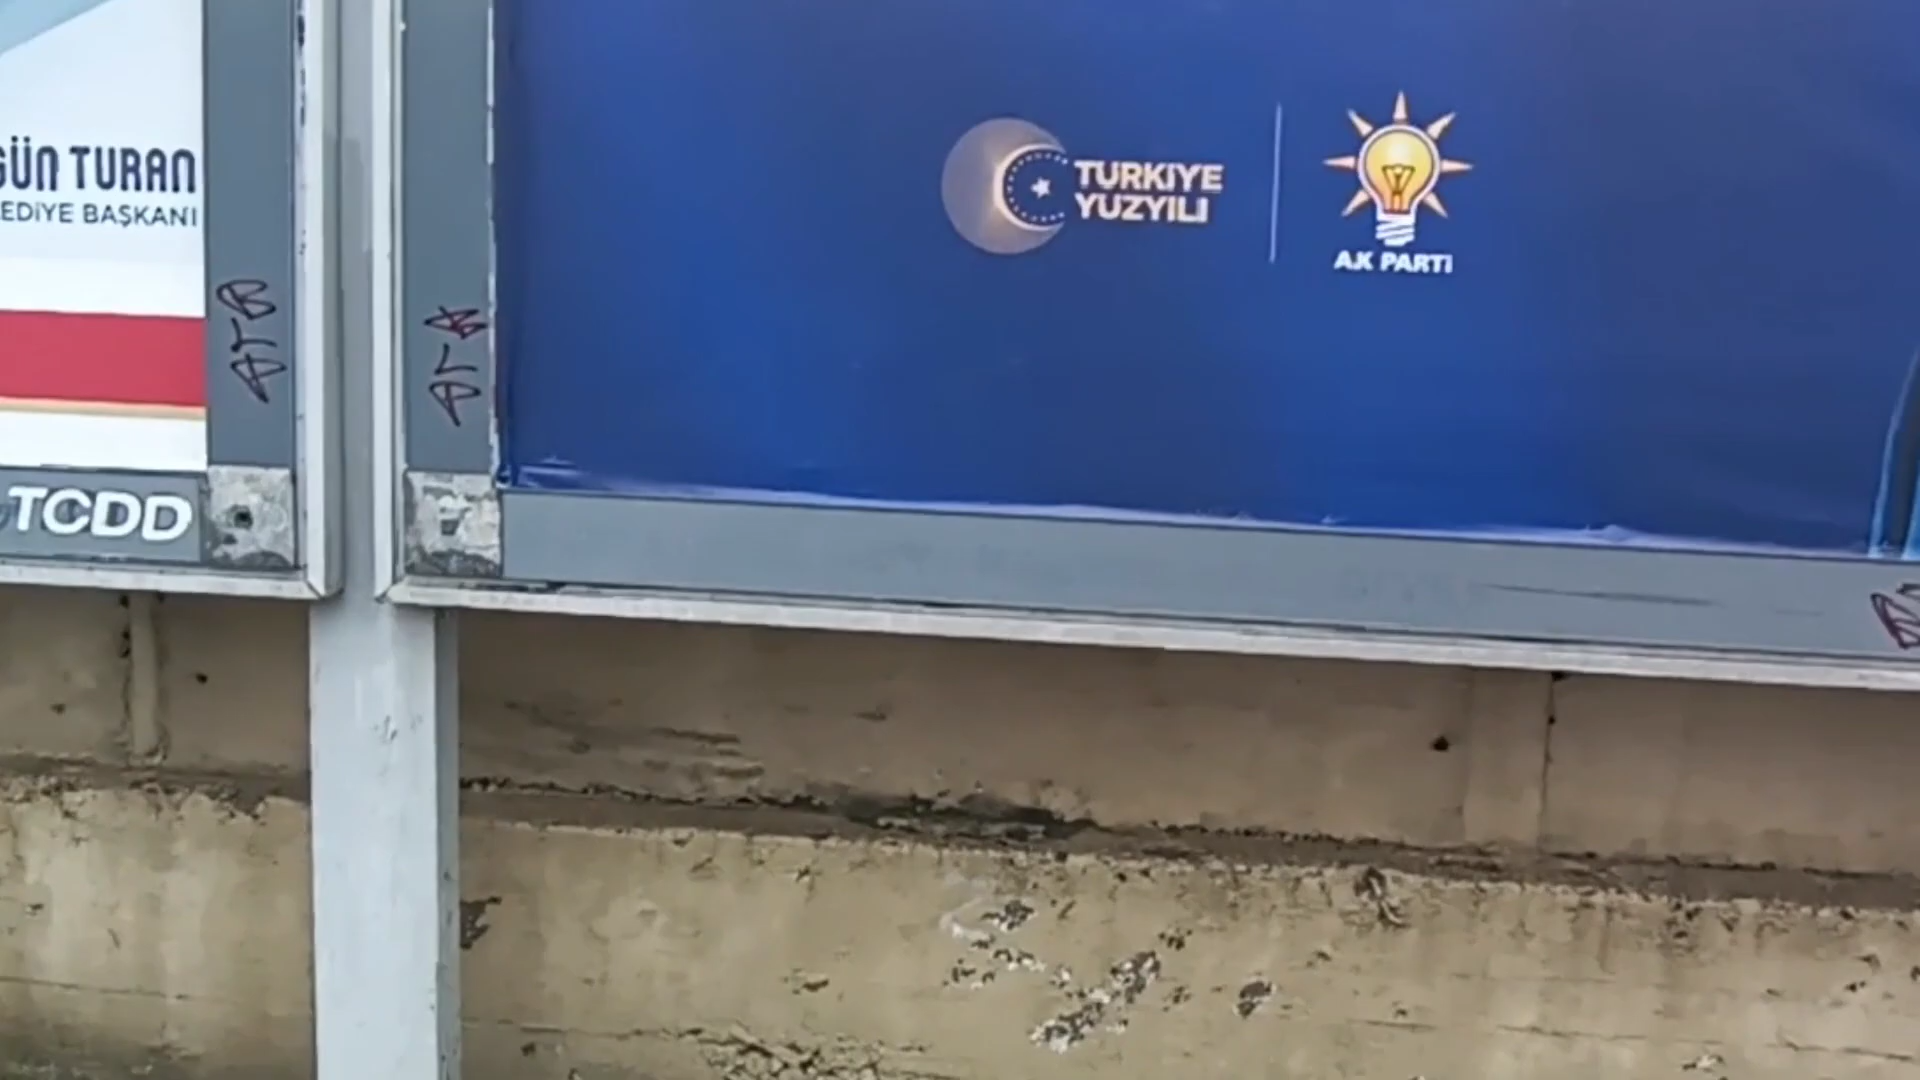 GÜN TURAN
EDİYE BAŞKANI
TCDD
TÜRKİYE
YÜZYILI
AK PARTİ